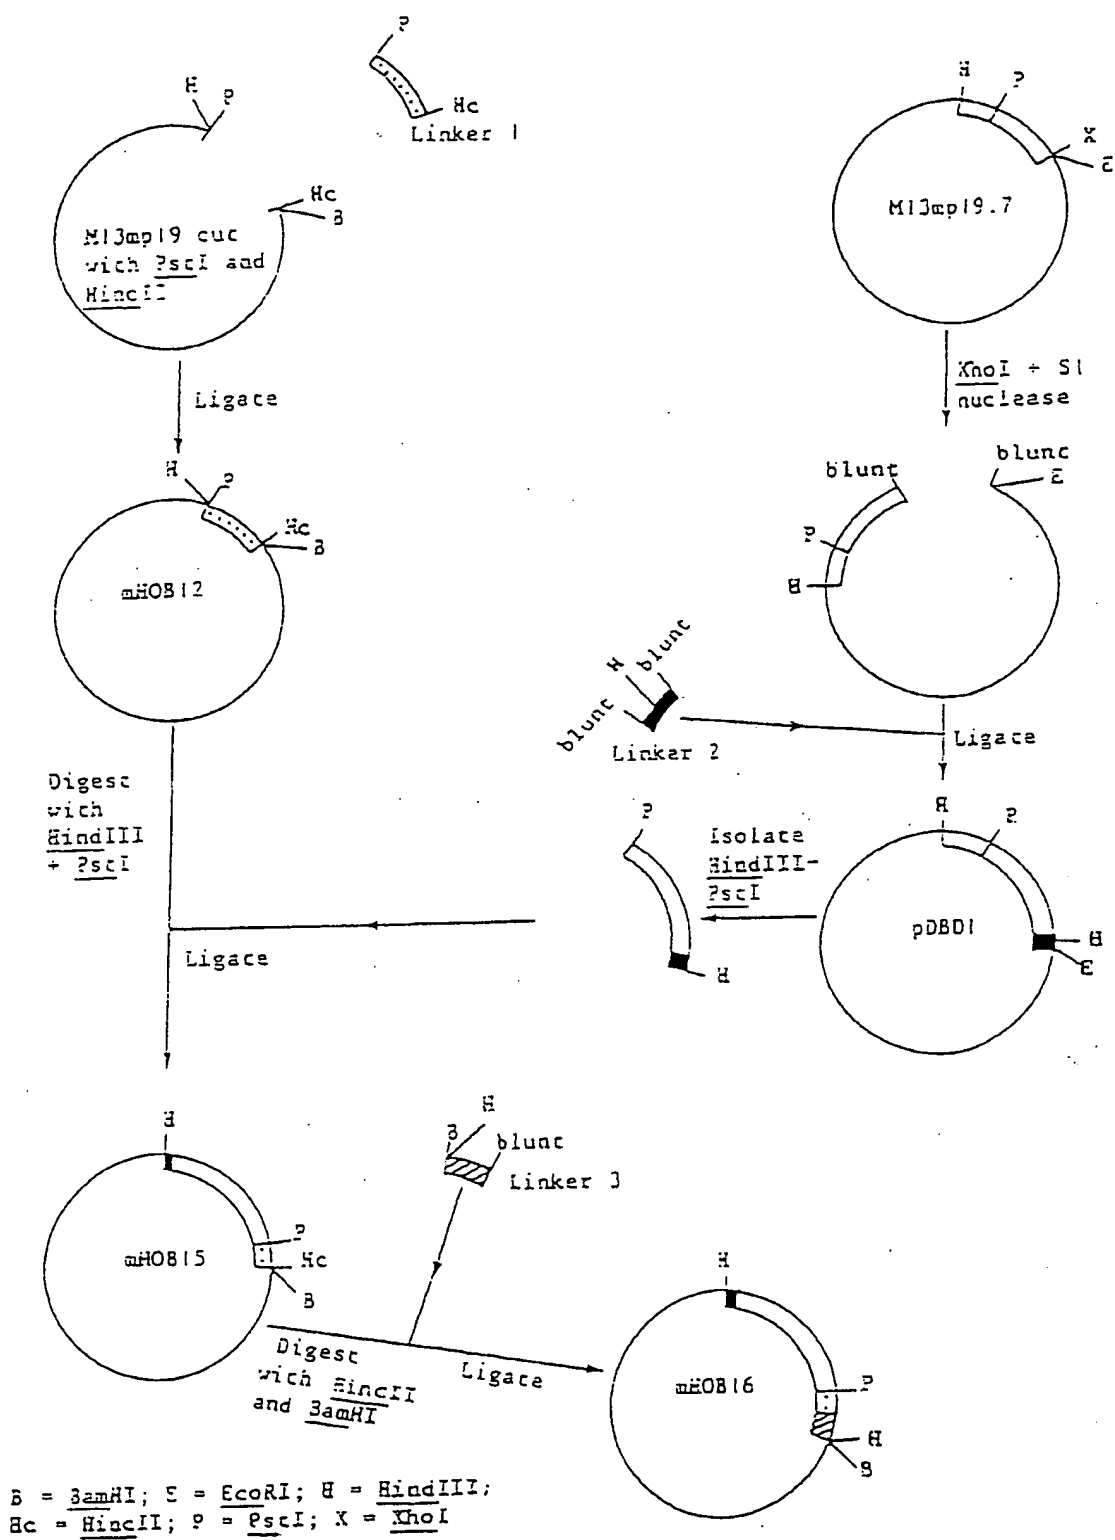 P
H
P
Hc
Linker 1
Hc
B
M13mp19 cut
with PstI and
HincII
Ligate
H
P
X
E
M13mp19.7
XhoI + S1
nuclease
blunt
blunt
E
P
H
H
P
Hc
B
mHOB12
H
blunt
blunt
Linker 2
Ligate
Digest
with
HindIII
+ PstI
P
Isolate
HindIII-
PstI
H
P
pDBD1
H
E
H
Ligate
H
P
Hc
B
mHOB15
H
B
blunt
Linker 3
Digest
with HincII
and BamHI
Ligate
H
P
H
B
mHOB16
B = BamHI; E = EcoRI; H = HindIII;
Hc = HincII; P = PstI; X = XhoI